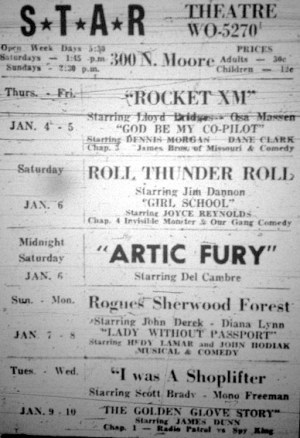 S★T★A★R THEATRE
WO-5270
Open Week Days 5:30
Saturdays - 1:45 p.m.
Sundays - 2:30 p.m.
300 N. Moore
PRICES
Adults - 30c
Children - 12c
Thurs. - Fri.
JAN. 4 - 5
"ROCKET XM"
Starring Lloyd Bridges - Osa Massen
"GOD BE MY CO-PILOT"
Starring DENNIS MORGAN DANE CLARK
Chap. James Bros. of Missouri & Comedy
Saturday
JAN. 6
ROLL THUNDER ROLL
Starring Jim Dannon
"GIRL SCHOOL"
Starring JOYCE REYNOLDS
Chap. 4 Invisible Monster & Our Gang Comedy
Midnight
Saturday
JAN. 6
"ARTIC FURY"
Starring Del Cambre
Sun. - Mon.
JAN. 7 - 8
Rogues Sherwood Forest
Starring John Derek - Diana Lynn
"LADY WITHOUT PASSPORT"
Starring HEDY LAMAR and JOHN HODIAK
MUSICAL & COMEDY
Tues. - Wed.
JAN. 9 - 10
"I was A Shoplifter
Starring Scott Brady - Mona Freeman
"THE GOLDEN GLOVE STORY"
Starring JAMES DUNN
Chap. 1 — Radio Patrol vs Spy King